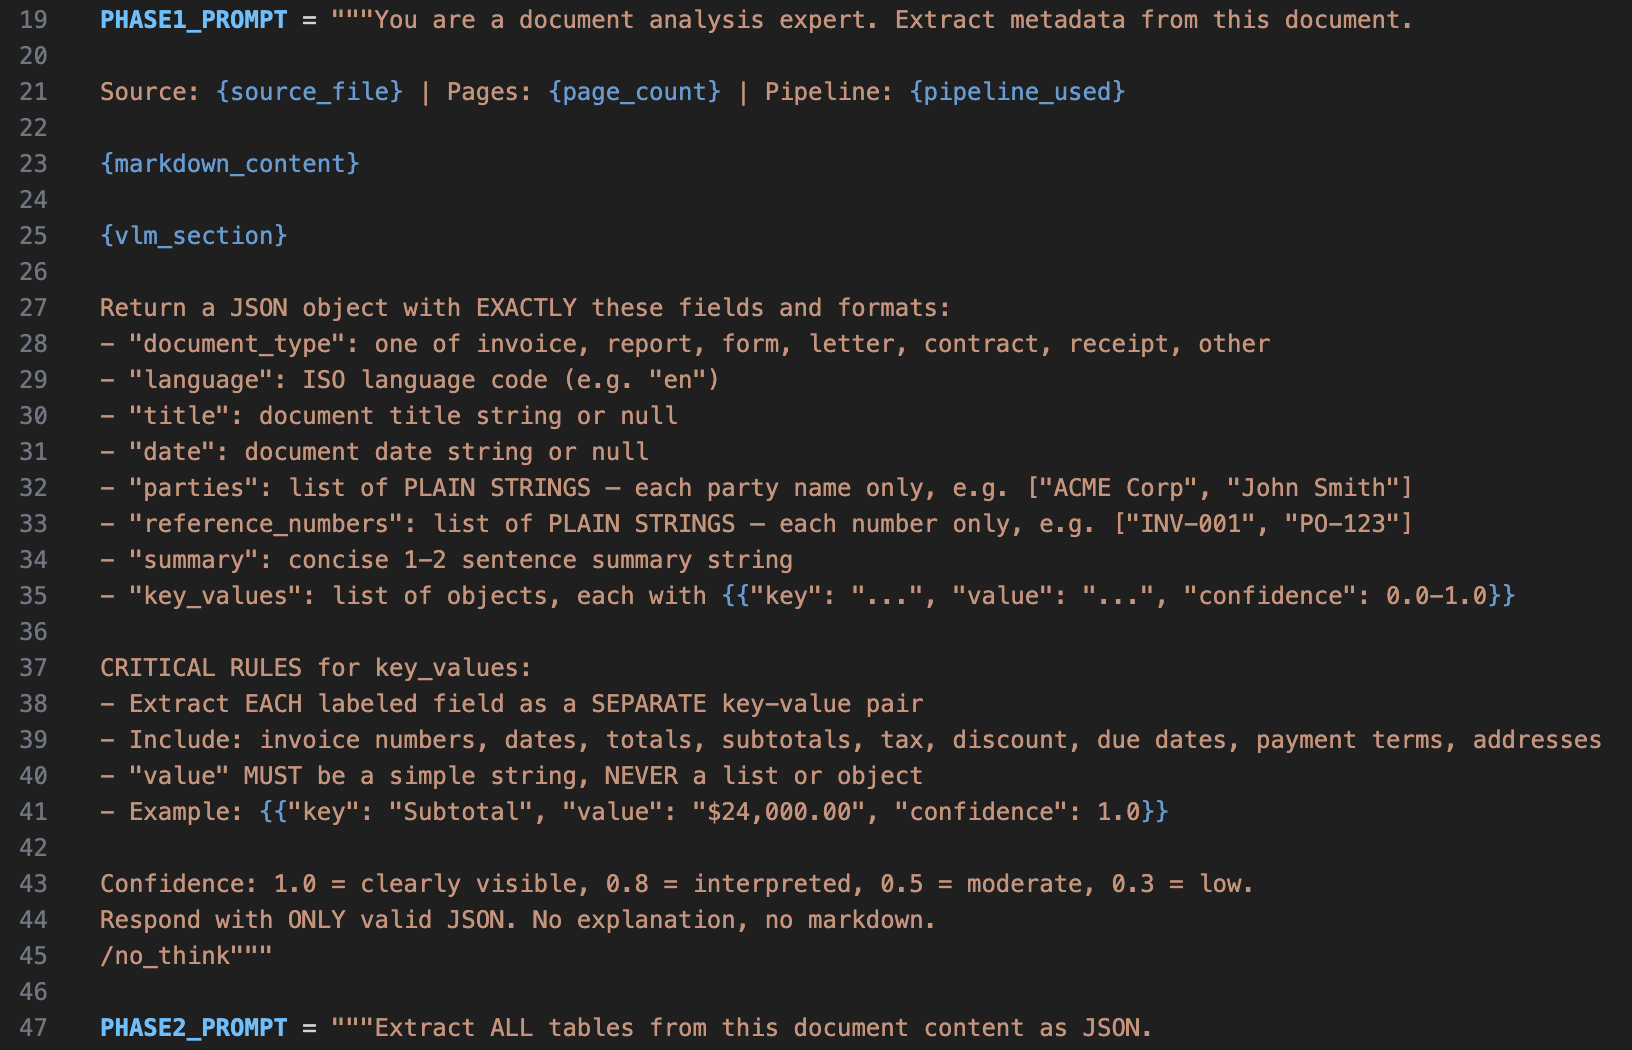 19 PHASE1_PROMPT = """You are a document analysis expert. Extract metadata from this document.
20
21 Source: {source_file} | Pages: {page_count} | Pipeline: {pipeline_used}
22
23 {markdown_content}
24
25 {vlm_section}
26
27 Return a JSON object with EXACTLY these fields and formats:
28 - "document_type": one of invoice, report, form, letter, contract, receipt, other
29 - "language": ISO language code (e.g. "en")
30 - "title": document title string or null
31 - "date": document date string or null
32 - "parties": list of PLAIN STRINGS — each party name only, e.g. ["ACME Corp", "John Smith"]
33 - "reference_numbers": list of PLAIN STRINGS — each number only, e.g. ["INV-001", "PO-123"]
34 - "summary": concise 1-2 sentence summary string
35 - "key_values": list of objects, each with {{"key": "...", "value": "...", "confidence": 0.0-1.0}}
36
37 CRITICAL RULES for key_values:
38 - Extract EACH labeled field as a SEPARATE key-value pair
39 - Include: invoice numbers, dates, totals, subtotals, tax, discount, due dates, payment terms, addresses
40 - "value" MUST be a simple string, NEVER a list or object
41 - Example: {{"key": "Subtotal", "value": "$24,000.00", "confidence": 1.0}}
42
43 Confidence: 1.0 = clearly visible, 0.8 = interpreted, 0.5 = moderate, 0.3 = low.
44 Respond with ONLY valid JSON. No explanation, no markdown.
45 /no_think"""
46
47 PHASE2_PROMPT = """Extract ALL tables from this document content as JSON.